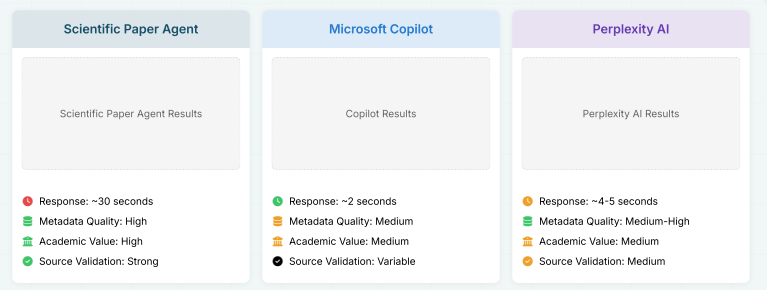 Scientific Paper Agent
Scientific Paper Agent Results
Response: ~30 seconds
Metadata Quality: High
Academic Value: High
Source Validation: Strong
Microsoft Copilot
Copilot Results
Response: ~2 seconds
Metadata Quality: Medium
Academic Value: Medium
Source Validation: Variable
Perplexity AI
Perplexity AI Results
Response: ~4-5 seconds
Metadata Quality: Medium-High
Academic Value: Medium
Source Validation: Medium